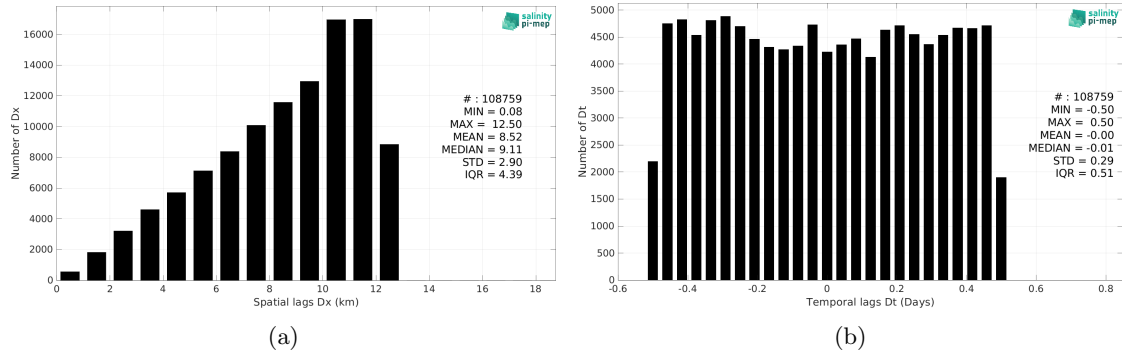 16000
14000
12000
10000
8000
6000
4000
2000
0
Number of Dx
0 2 4 6 8 10 12 14 16 18
Spatial lags Dx (km)
salinity
pi-mep
# : 108759
MIN = 0.08
MAX = 12.50
MEAN = 8.52
MEDIAN = 9.11
STD = 2.90
IQR = 4.39
(a)
5000
4500
4000
3500
3000
2500
2000
1500
1000
500
0
Number of Dt
-0.6 -0.4 -0.2 0 0.2 0.4 0.6 0.8
Temporal lags Dt (Days)
salinity
pi-mep
# : 108759
MIN = -0.50
MAX = 0.50
MEAN = -0.00
MEDIAN = -0.01
STD = 0.29
IQR = 0.51
(b)